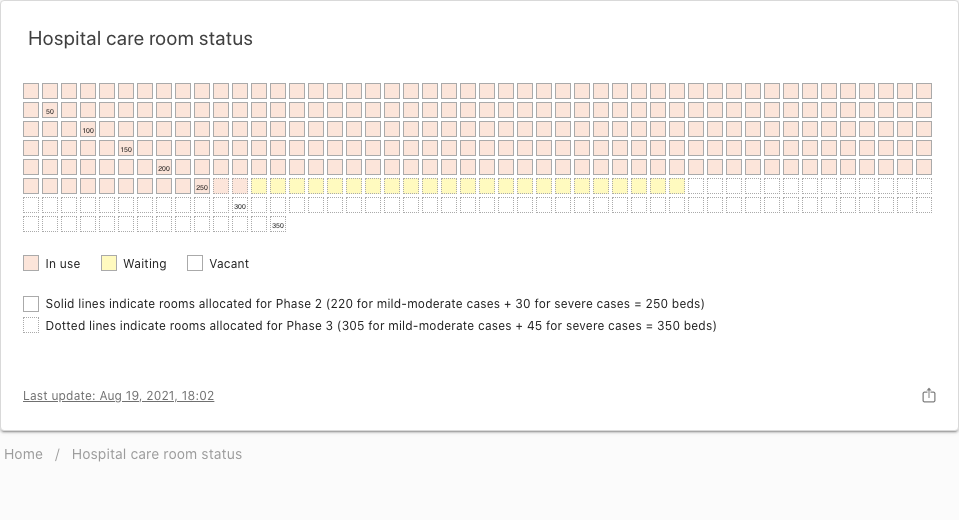 Hospital care room status
50
100
150
200
250
300
350
In use Waiting Vacant
Solid lines indicate rooms allocated for Phase 2 (220 for mild-moderate cases + 30 for severe cases = 250 beds)
Dotted lines indicate rooms allocated for Phase 3 (305 for mild-moderate cases + 45 for severe cases = 350 beds)
Last update: Aug 19, 2021, 18:02
Home / Hospital care room status